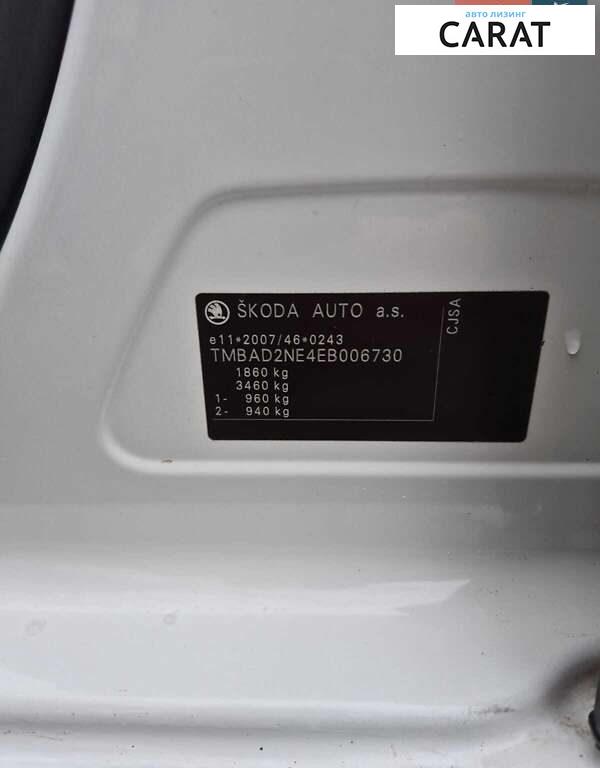 авто лизинг
CARAT
ŠKODA AUTO a.s.
CJSA
e11*2007/46*0243
TMBAD2NE4EB006730
1860 kg
3460 kg
1- 960 kg
2- 940 kg